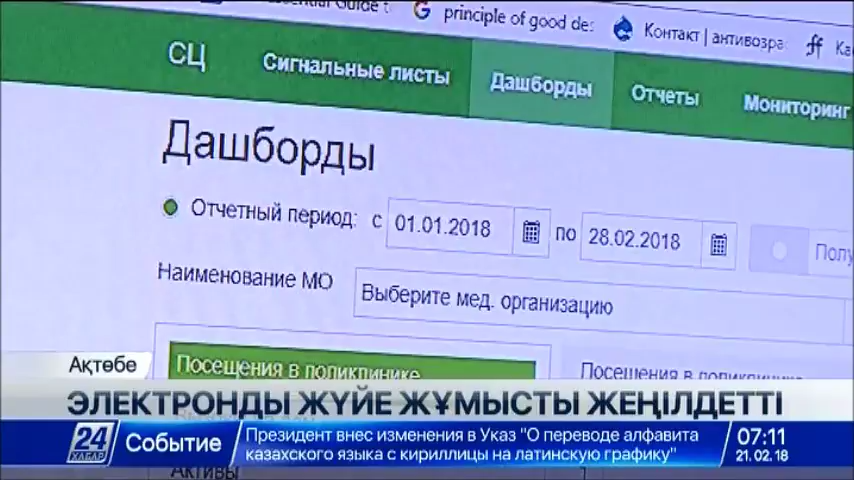 principle of good de
Контакт | антивозра
СЦ
Сигнальные листы
Дашборды
Отчеты
Мониторинг
Дашборды
Отчетный период: с 01.01.2018 по 28.02.2018
Наименование МО
Выберите мед. организацию
Посещения в поликлинике
Посещения в поликлинике
Ақтөбе
ЭЛЕКТРОНДЫ ЖҮЙЕ ЖҰМЫСТЫ ЖЕҢІЛДЕТТІ
24
ХАБАР
Событие
Президент внес изменения в Указ "О переводе алфавита
казахского языка с кириллицы на латинскую графику"
07:11
21.02.18
Активы